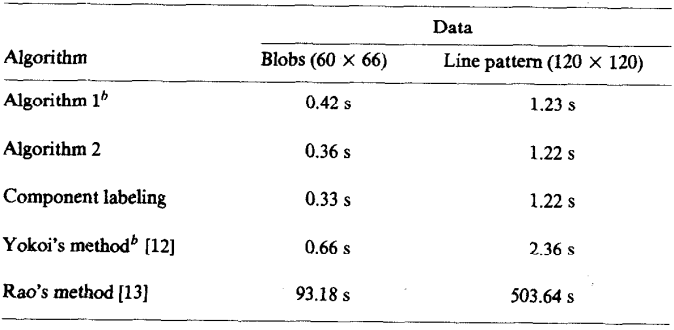 Data
Algorithm Blobs (60 × 66) Line pattern (120 × 120)
Algorithm 1ᵇ 0.42 s 1.23 s
Algorithm 2 0.36 s 1.22 s
Component labeling 0.33 s 1.22 s
Yokoi's methodᵇ [12] 0.66 s 2.36 s
Rao's method [13] 93.18 s 503.64 s